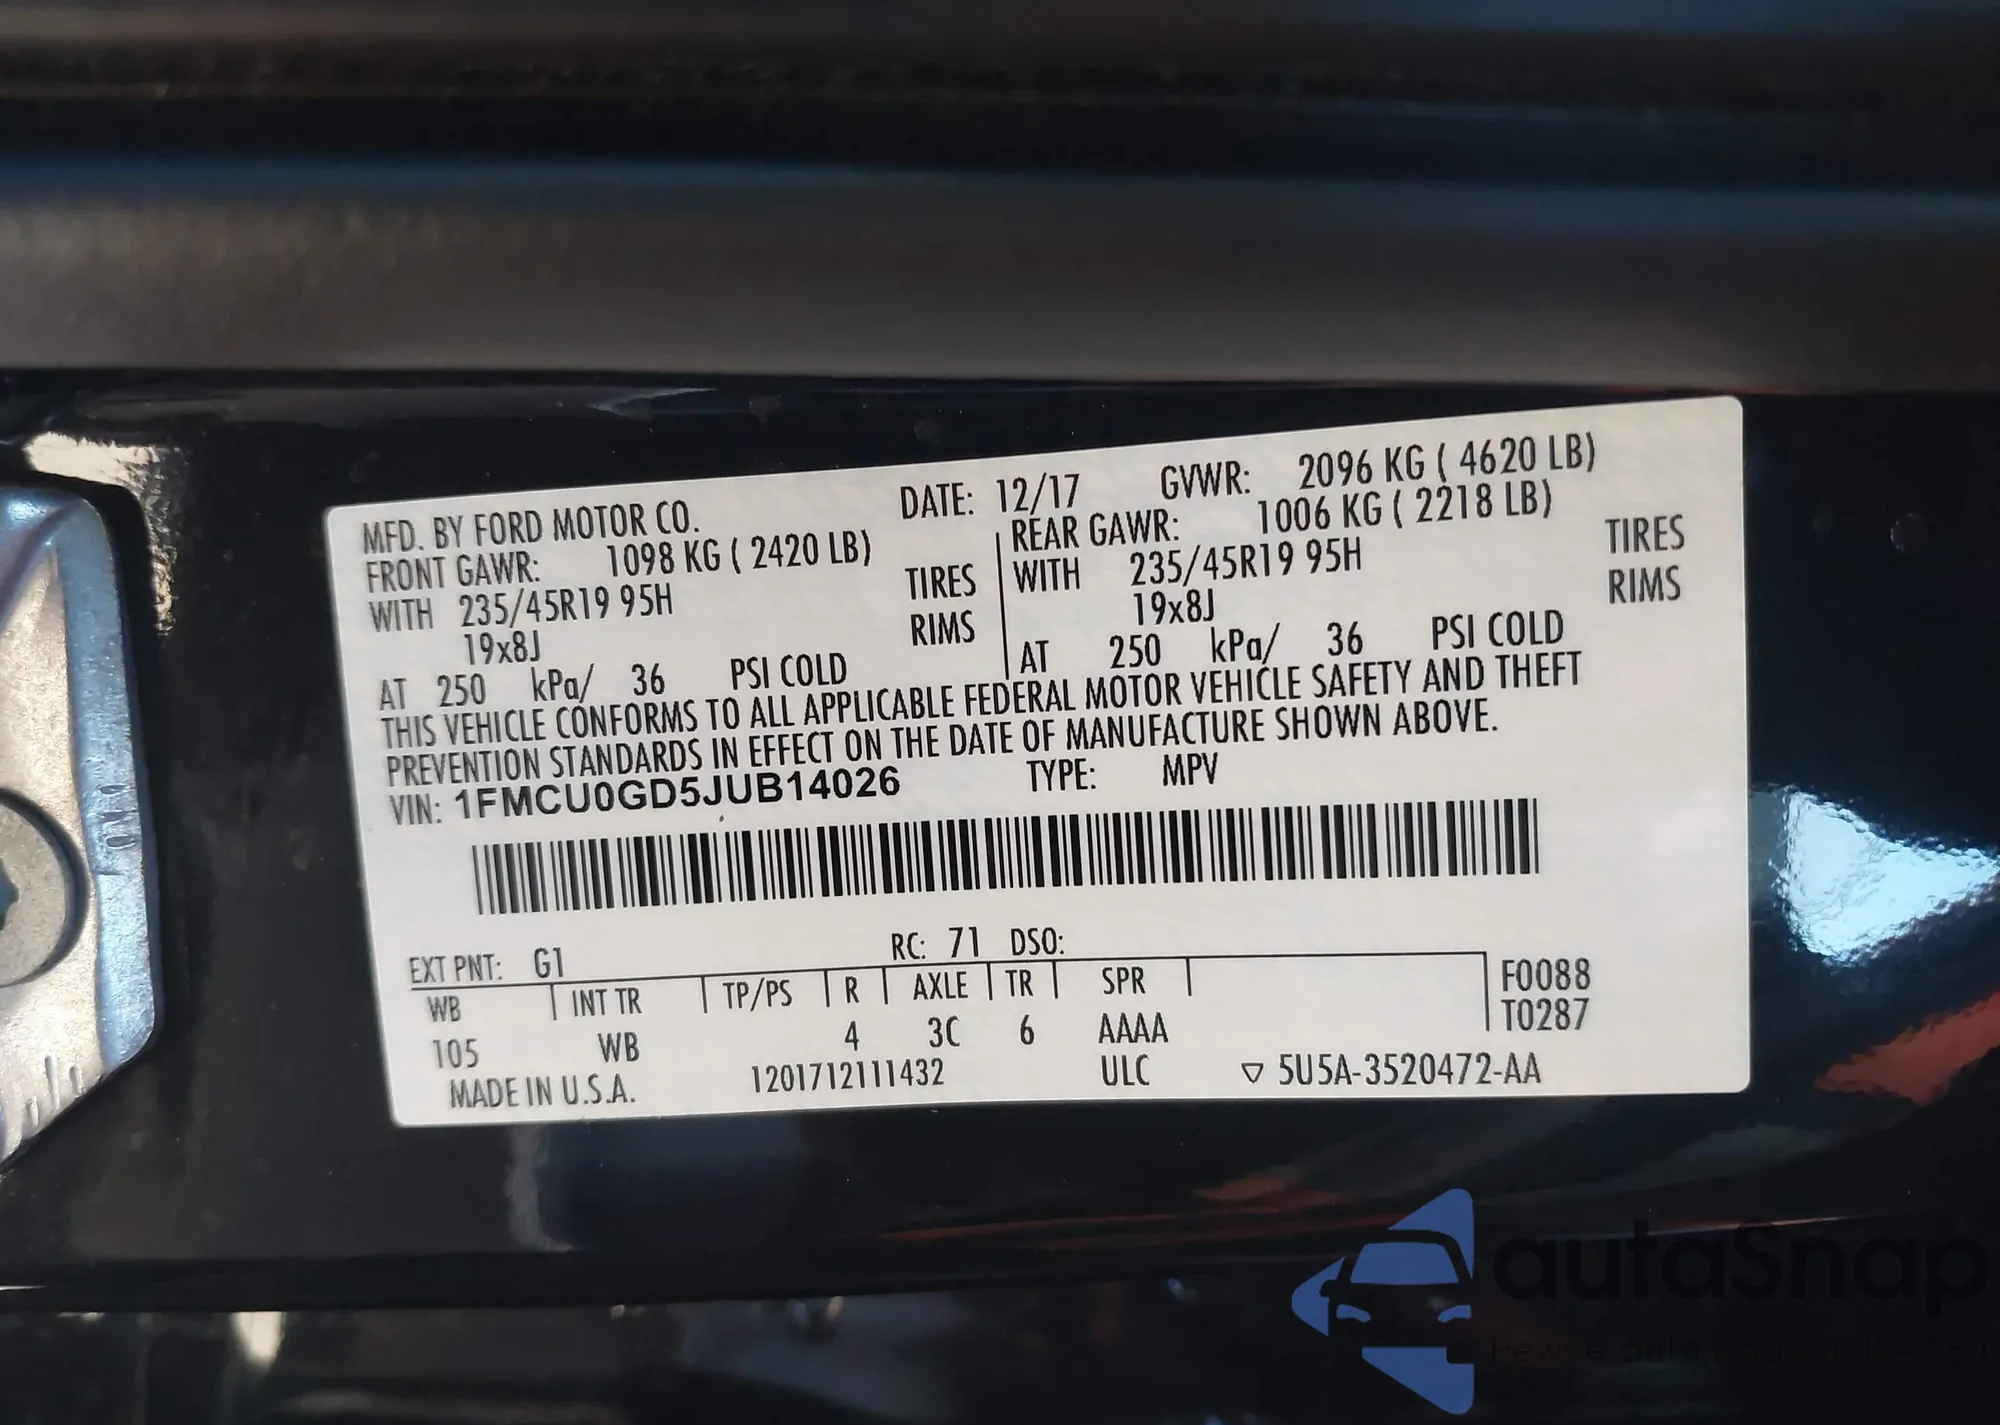 MFD. BY FORD MOTOR CO. DATE: 12/17 GVWR: 2096 KG ( 4620 LB)
FRONT GAWR: 1098 KG ( 2420 LB) REAR GAWR: 1006 KG ( 2218 LB)
WITH 235/45R19 95H TIRES WITH 235/45R19 95H TIRES
19x8J RIMS 19x8J RIMS
AT 250 kPa/ 36 PSI COLD AT 250 kPa/ 36 PSI COLD
THIS VEHICLE CONFORMS TO ALL APPLICABLE FEDERAL MOTOR VEHICLE SAFETY AND THEFT
PREVENTION STANDARDS IN EFFECT ON THE DATE OF MANUFACTURE SHOWN ABOVE.
VIN: 1FMCU0GD5JUB14026 TYPE: MPV
EXT PNT: G1 RC: 71 DSO:
WB INT TR TP/PS R AXLE TR SPR F0088
105 WB 4 3C 6 AAAA T0287
MADE IN U.S.A. 1201712111432 ULC ▽ 5U5A-3520472-AA
autaSnap